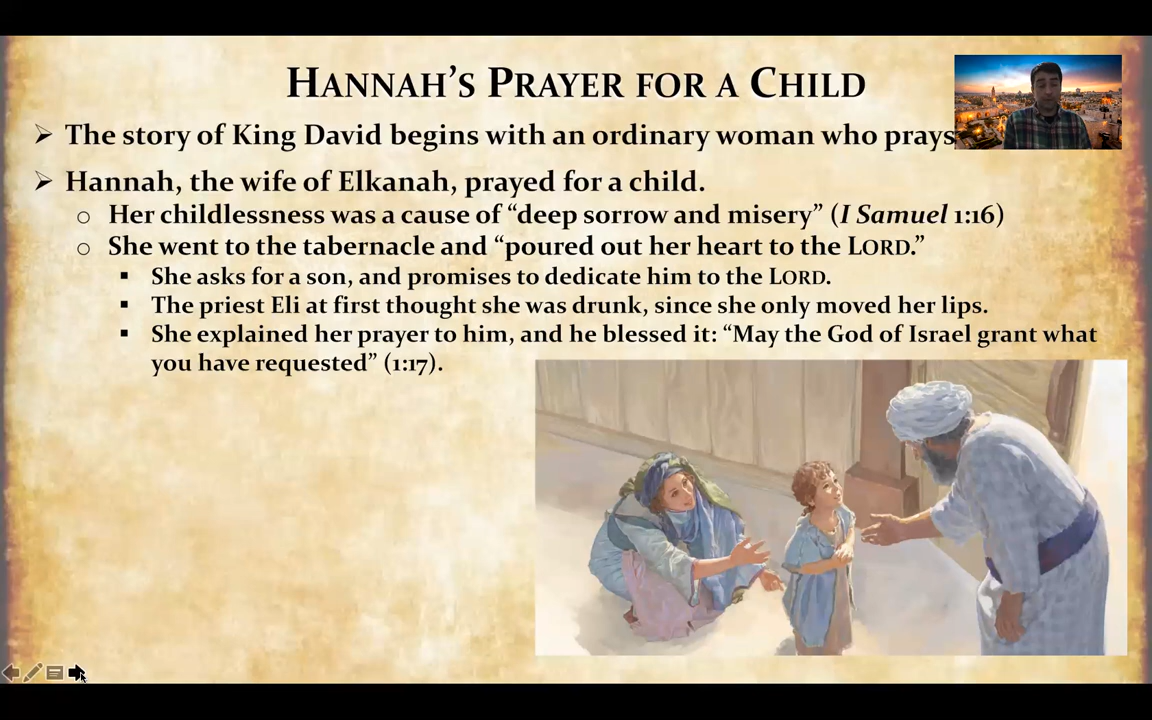 HANNAH’S PRAYER FOR A CHILD
➢ The story of King David begins with an ordinary woman who prays
➢ Hannah, the wife of Elkanah, prayed for a child.
○ Her childlessness was a cause of “deep sorrow and misery” (I Samuel 1:16)
○ She went to the tabernacle and “poured out her heart to the LORD.”
▪ She asks for a son, and promises to dedicate him to the LORD.
▪ The priest Eli at first thought she was drunk, since she only moved her lips.
▪ She explained her prayer to him, and he blessed it: “May the God of Israel grant what
you have requested” (1:17).